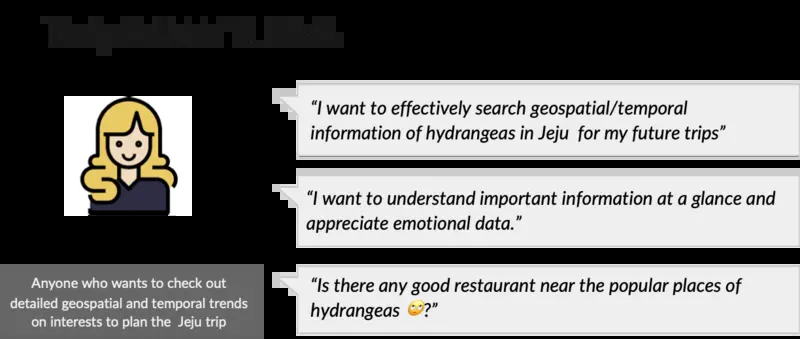 “I want to effectively search geospatial/temporal
information of hydrangeas in Jeju for my future trips”
“I want to understand important information at a glance and
appreciate emotional data.”
Anyone who wants to check out
detailed geospatial and temporal trends
on interests to plan the Jeju trip
“Is there any good restaurant near the popular places of
hydrangeas 🙄?”